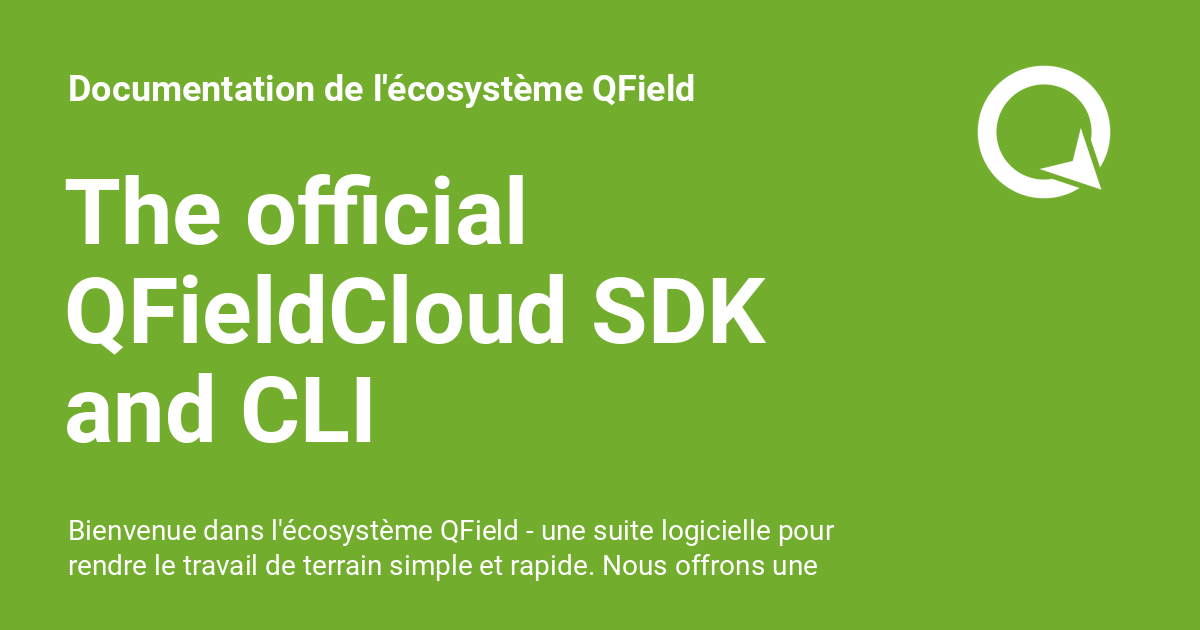 Documentation de l'écosystème QField
The official
QFieldCloud SDK
and CLI
Bienvenue dans l'écosystème QField - une suite logicielle pour
rendre le travail de terrain simple et rapide. Nous offrons une